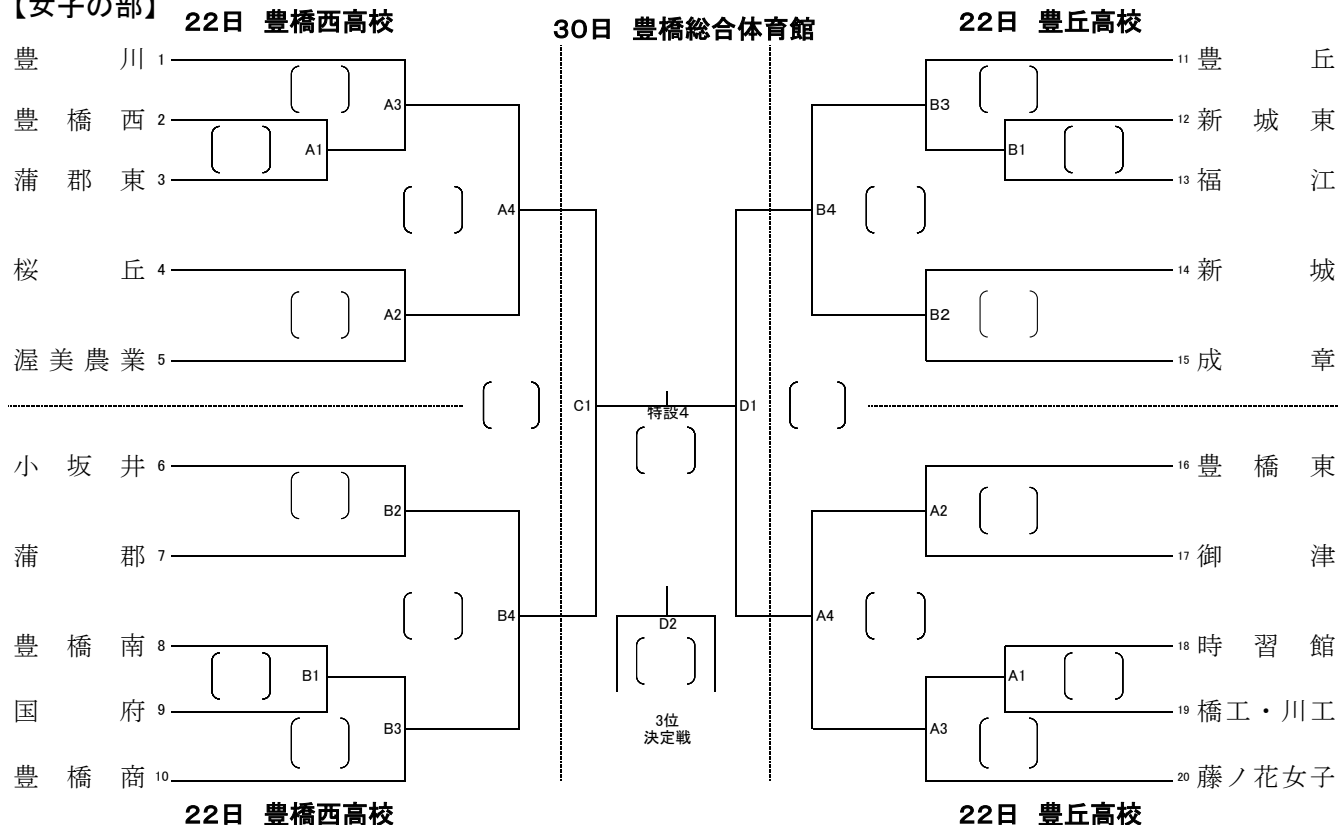 【女子の部】
22日 豊橋西高校
30日 豊橋総合体育館
22日 豊丘高校
豊川 1
A3
豊橋西 2
A1
蒲郡東 3
A4
桜丘 4
A2
渥美農業 5
C1
小坂井 6
B2
蒲郡 7
B4
豊橋南 8
B1
国府 9
B3
豊橋商 10
特設4
D2
3位
決定戦
11 豊丘
B3
12 新城東
B1
13 福江
B4
14 新城
B2
15 成章
D1
16 豊橋東
A2
17 御津
A4
18 時習館
A1
19 橋工・川工
A3
20 藤ノ花女子
22日 豊橋西高校
22日 豊丘高校